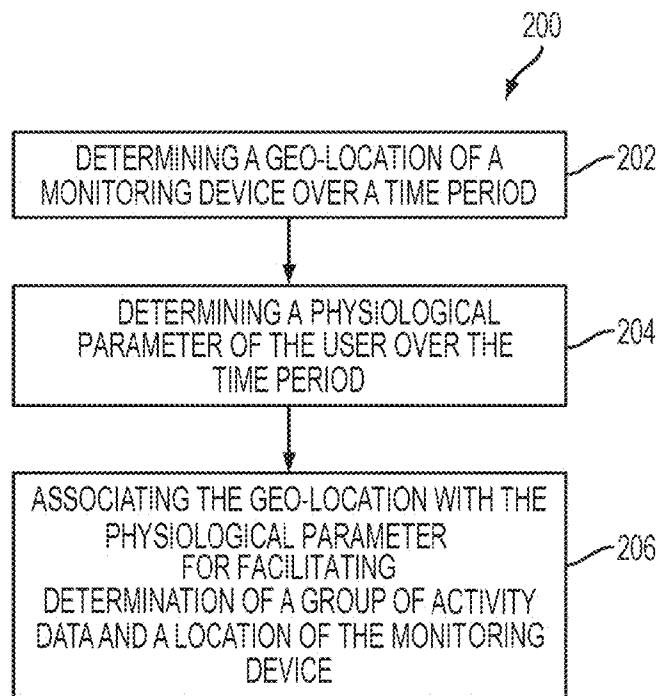 200
DETERMINING A GEO-LOCATION OF A
MONITORING DEVICE OVER A TIME PERIOD
202
DETERMINING A PHYSIOLOGICAL
PARAMETER OF THE USER OVER THE
TIME PERIOD
204
ASSOCIATING THE GEO-LOCATION WITH THE
PHYSIOLOGICAL PARAMETER
FOR FACILITATING
DETERMINATION OF A GROUP OF ACTIVITY
DATA AND A LOCATION OF THE MONITORING
DEVICE
206